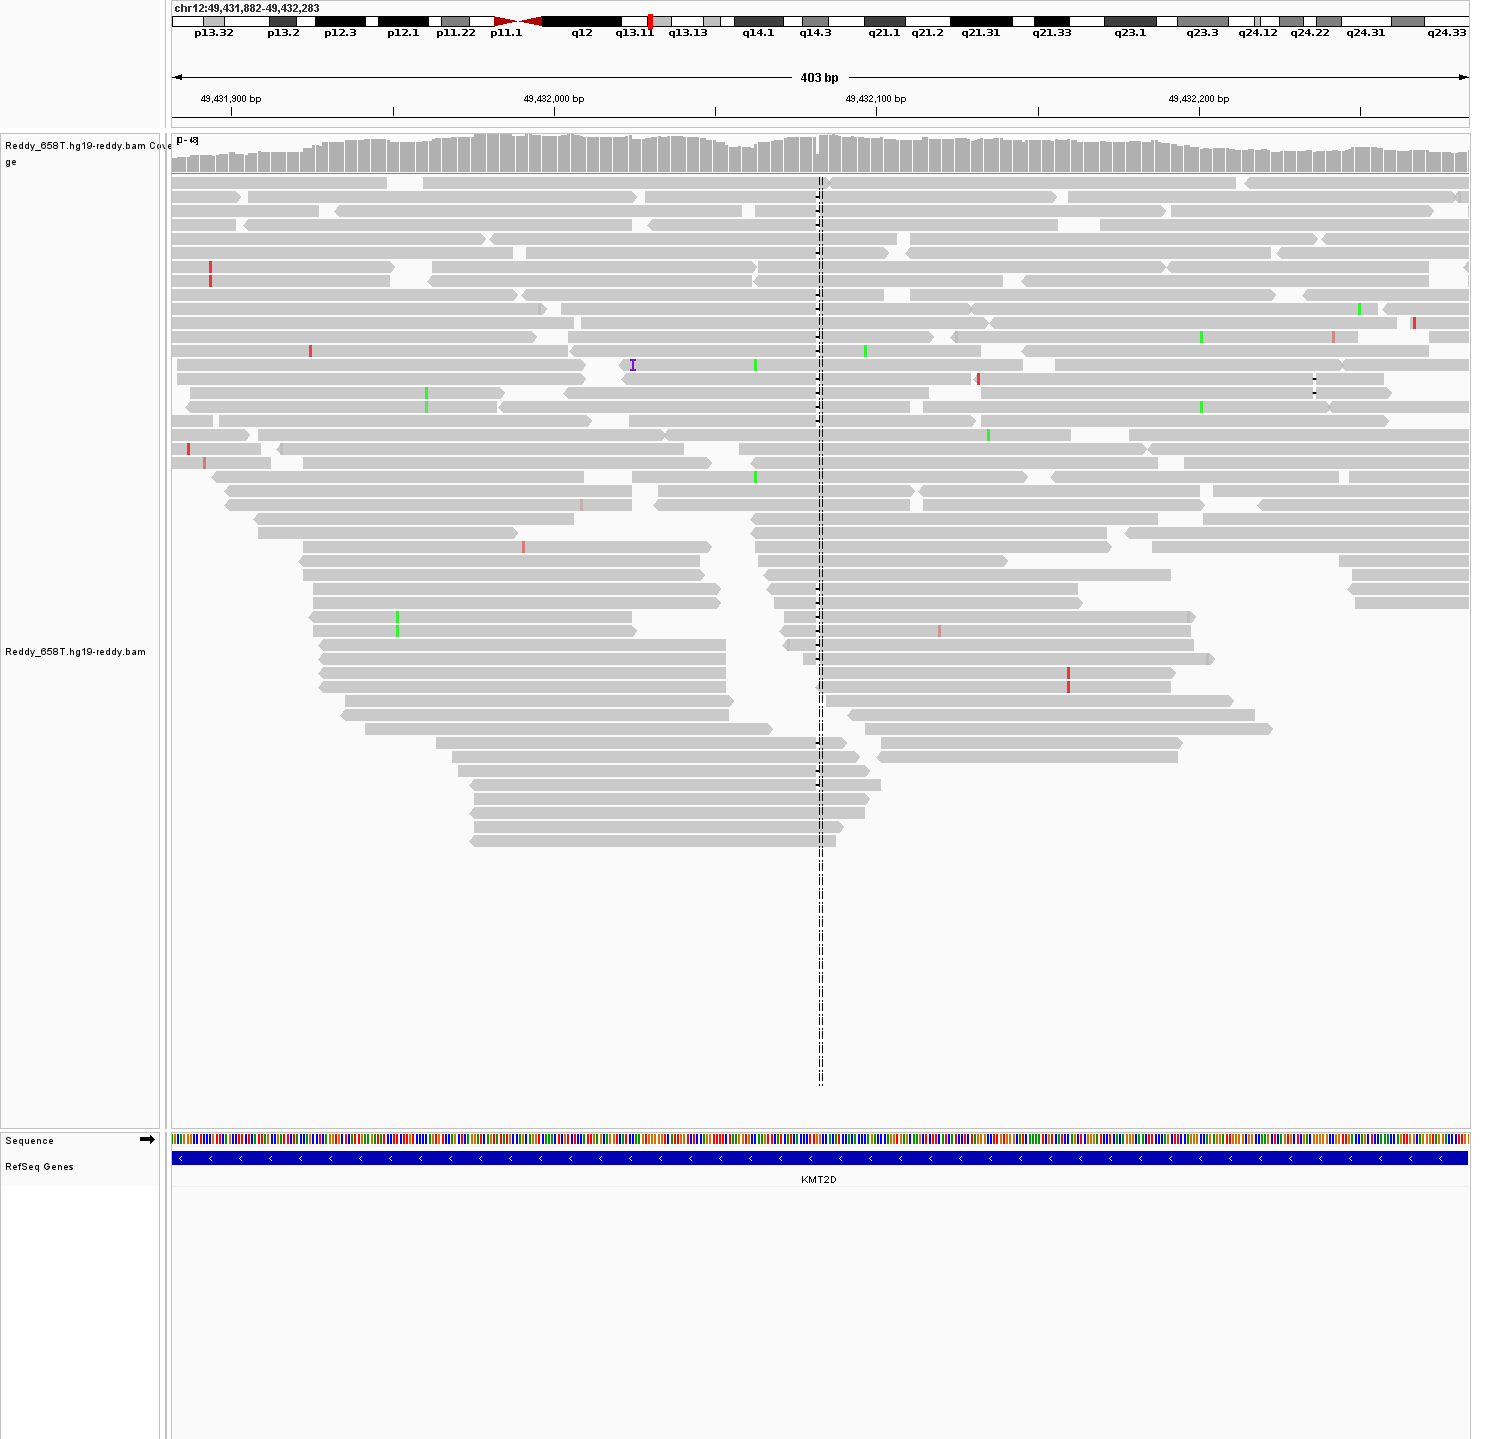 chr12:49,431,882-49,432,283
p13.32 p13.2 p12.3 p12.1 p11.22 p11.1 q12 q13.11 q13.13 q14.1 q14.3 q21.1 q21.2 q21.31 q21.33 q23.1 q23.3 q24.12 q24.22 q24.31 q24.33
403 bp
49,431,900 bp 49,432,000 bp 49,432,100 bp 49,432,200 bp
Reddy_658T.hg19-reddy.bam Cove
ge
Reddy_658T.hg19-reddy.bam
Sequence
RefSeq Genes
KMT2D